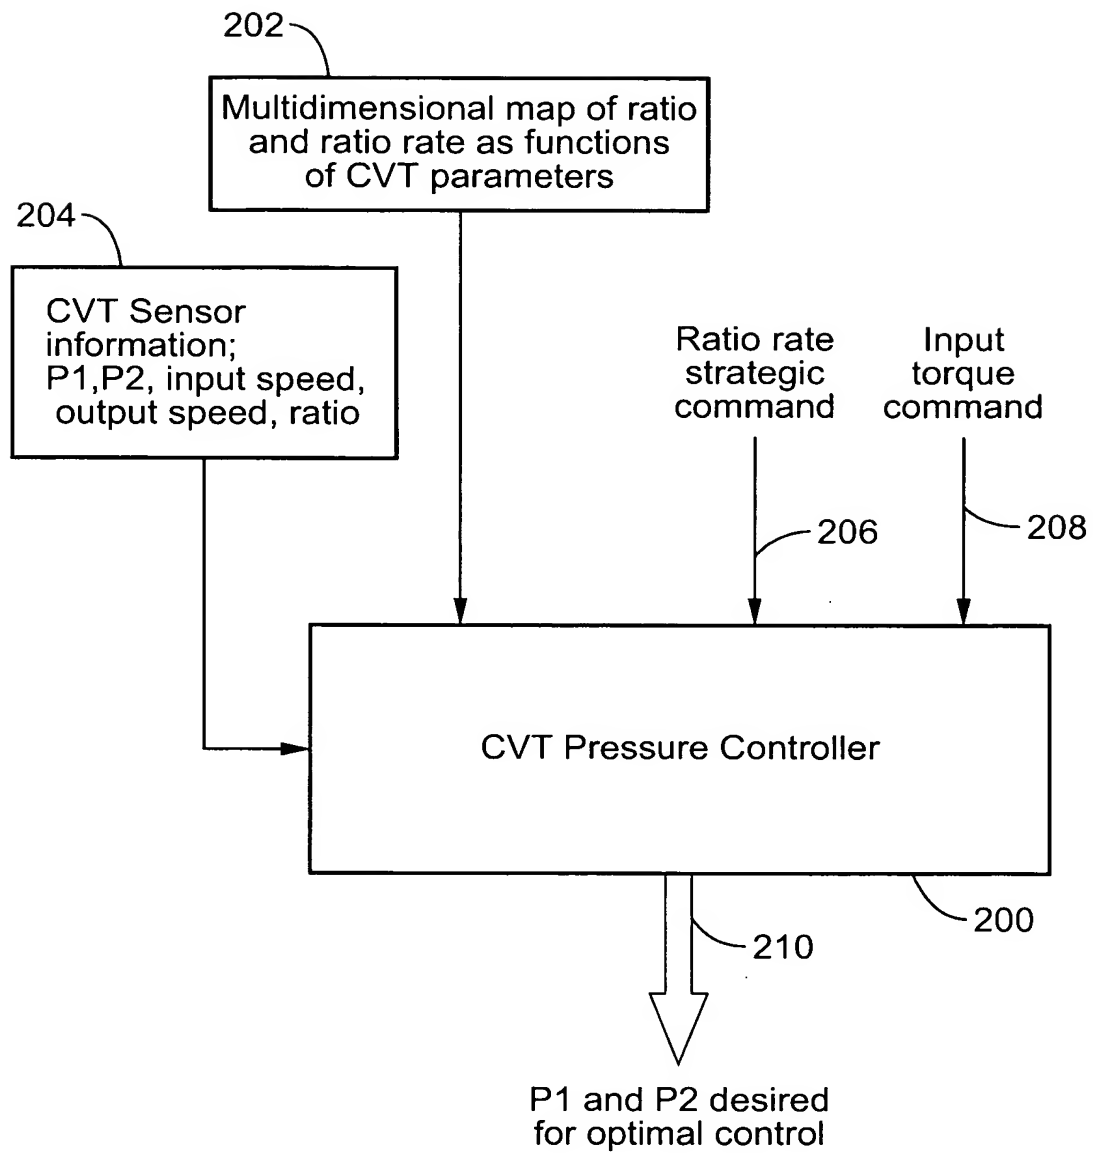 202
Multidimensional map of ratio
and ratio rate as functions
of CVT parameters
204
CVT Sensor
information;
P1,P2, input speed,
output speed, ratio
Ratio rate
strategic
command
Input
torque
command
206
208
CVT Pressure Controller
200
210
P1 and P2 desired
for optimal control